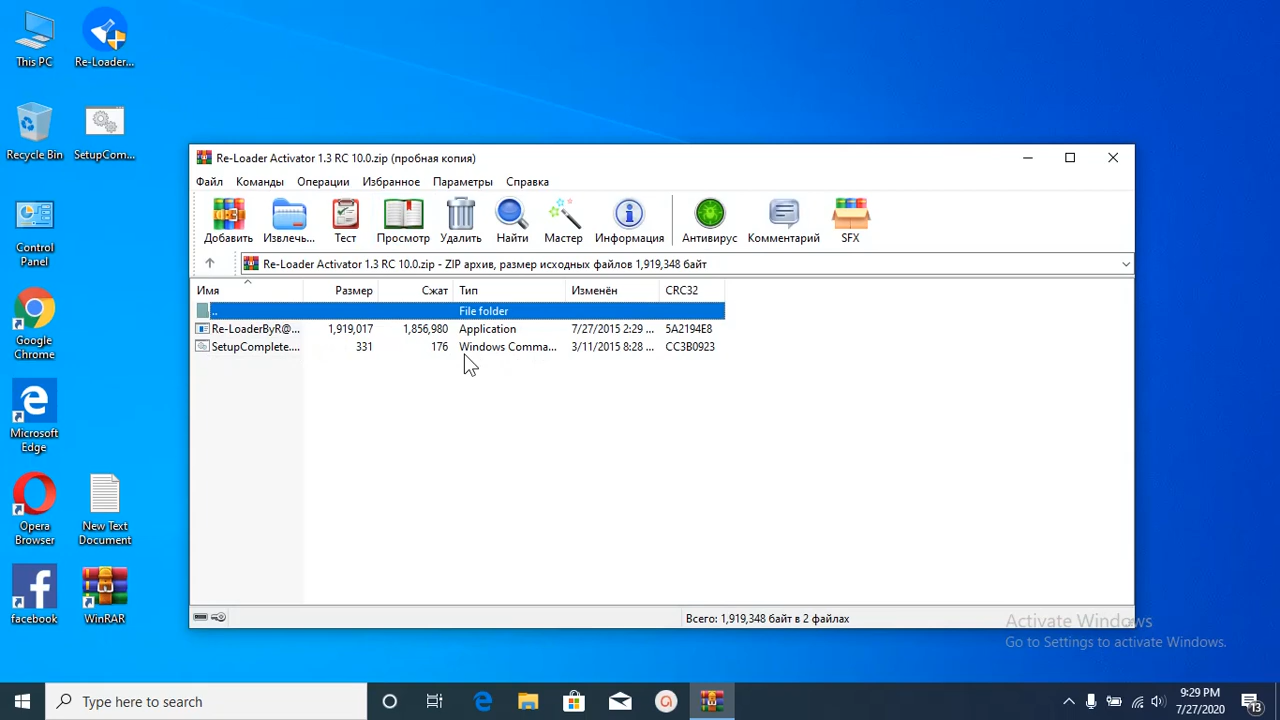 This PC
Re-Loader...
Recycle Bin
SetupCom...
Control
Panel
Google
Chrome
Microsoft
Edge
Opera
Browser
New Text
Document
facebook
WinRAR
Re-Loader Activator 1.3 RC 10.0.zip (пробная копия)
Файл Команды Операции Избранное Параметры Справка
Добавить Извлечь... Тест Просмотр Удалить Найти Мастер Информация Антивирус Комментарий SFX
Re-Loader Activator 1.3 RC 10.0.zip - ZIP архив, размер исходных файлов 1,919,348 байт
Имя Размер Сжат Тип Изменён CRC32
.. File folder
Re-LoaderByR@... 1,919,017 1,856,980 Application 7/27/2015 2:29 ... 5A2194E8
SetupComplete.... 331 176 Windows Comma... 3/11/2015 8:28 ... CC3B0923
Всего: 1,919,348 байт в 2 файлах
Activate Windows
Go to Settings to activate Windows.
Type here to search
9:29 PM
7/27/2020
13